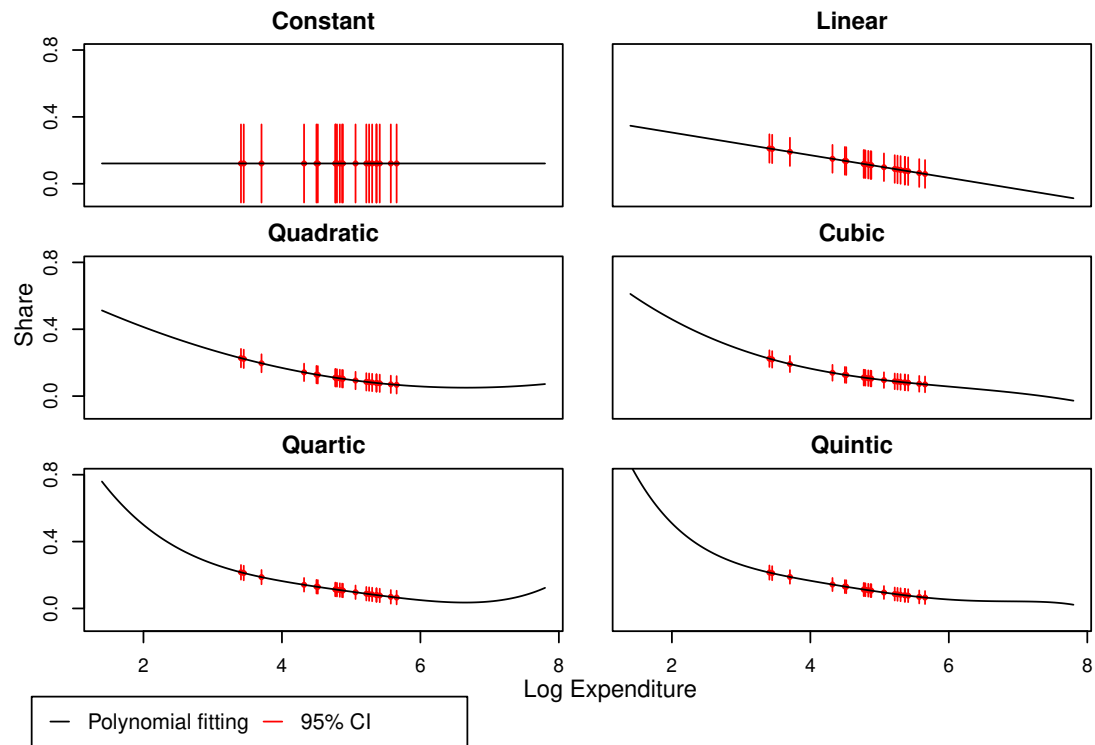 Constant
Linear
0.0 0.4 0.8
Quadratic
Cubic
0.0 0.4 0.8
Share
Quartic
Quintic
0.0 0.4 0.8
2 4 6 8
2 4 6 8
Log Expenditure
Polynomial fitting 95% CI